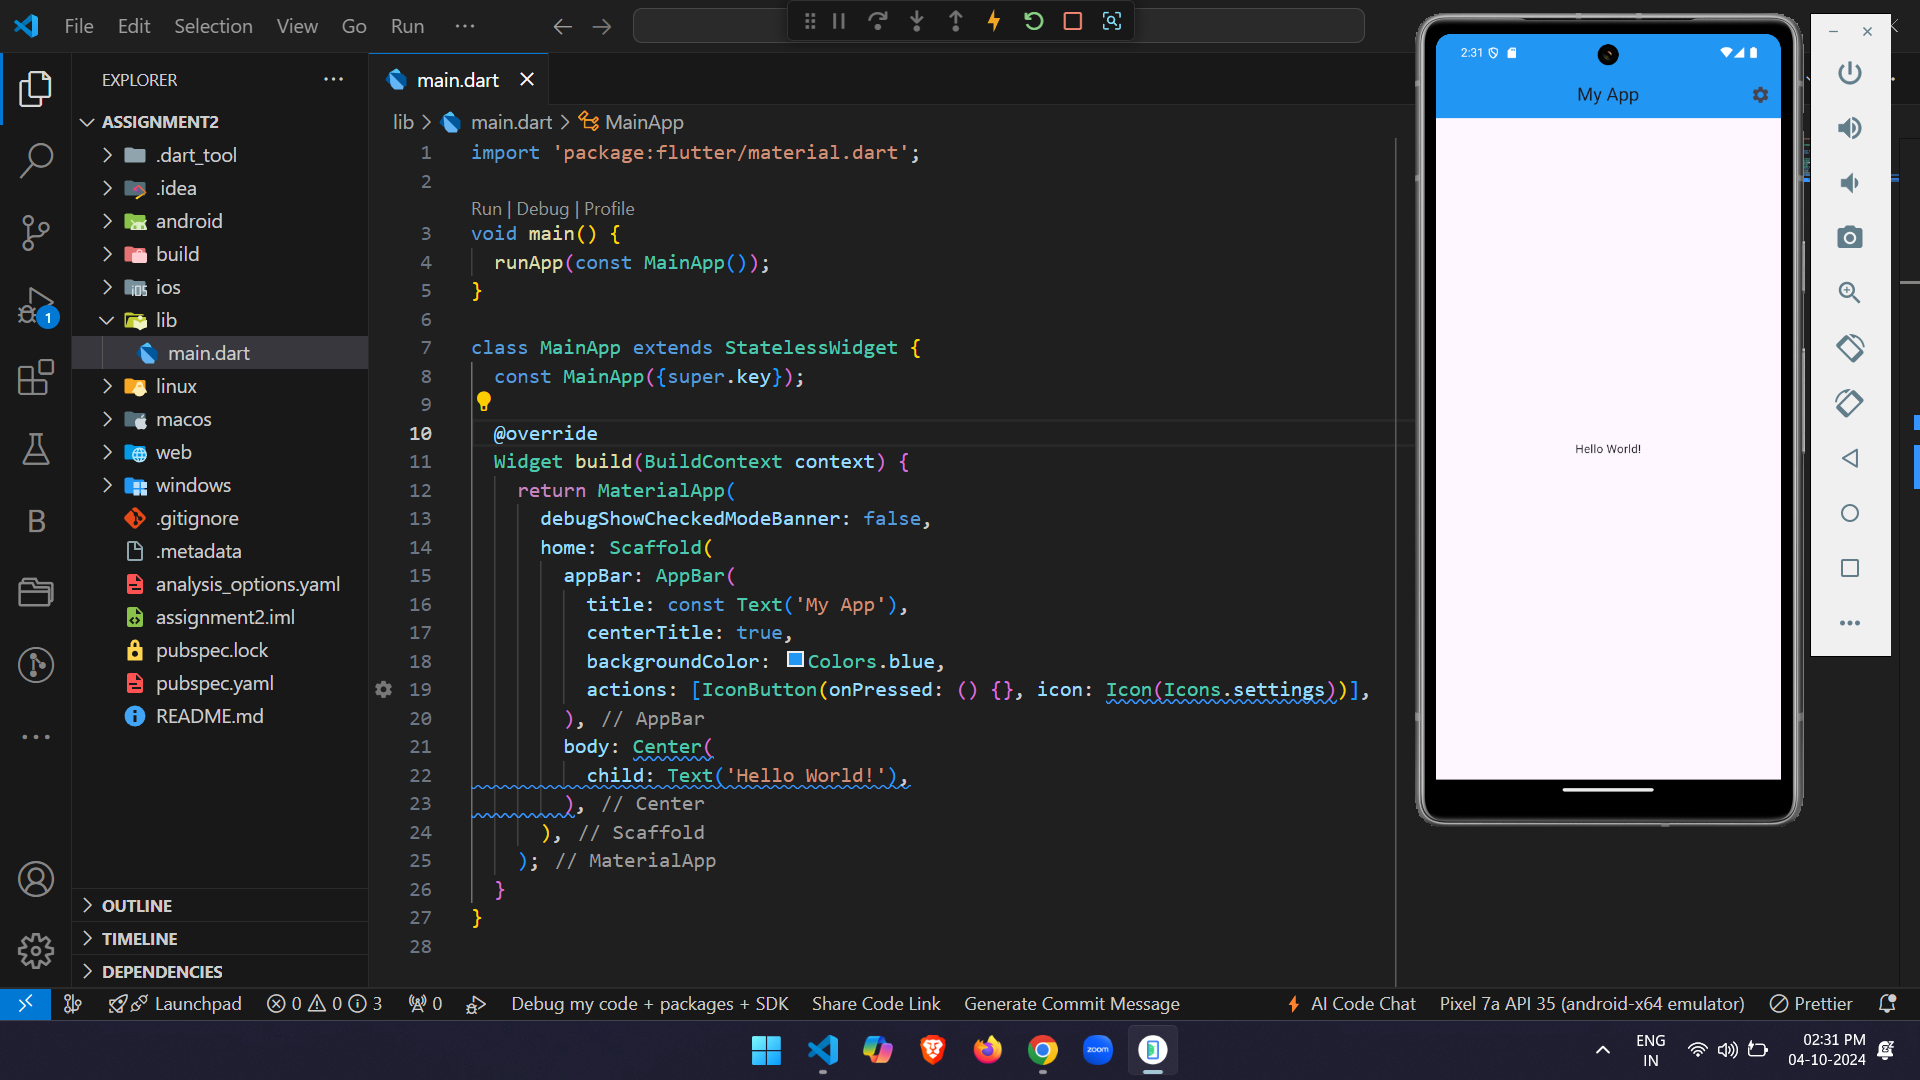 File Edit Selection View Go Run ···
EXPLORER
ASSIGNMENT2
.dart_tool
.idea
android
build
ios
lib
main.dart
linux
macos
web
windows
.gitignore
.metadata
analysis_options.yaml
assignment2.iml
pubspec.lock
pubspec.yaml
README.md
OUTLINE
TIMELINE
DEPENDENCIES
1
B
main.dart
lib > main.dart > MainApp
1 import 'package:flutter/material.dart';
2
Run | Debug | Profile
3 void main() {
4 runApp(const MainApp());
5 }
6
7 class MainApp extends StatelessWidget {
8 const MainApp({super.key});
9
10 @override
11 Widget build(BuildContext context) {
12 return MaterialApp(
13 debugShowCheckedModeBanner: false,
14 home: Scaffold(
15 appBar: AppBar(
16 title: const Text('My App'),
17 centerTitle: true,
18 backgroundColor: Colors.blue,
19 actions: [IconButton(onPressed: () {}, icon: Icon(Icons.settings))],
20 ), // AppBar
21 body: Center(
22 child: Text('Hello World!'),
23 ), // Center
24 ), // Scaffold
25 ); // MaterialApp
26 }
27 }
28
2:31
My App
Hello World!
Launchpad 0 0 3 0 Debug my code + packages + SDK Share Code Link Generate Commit Message AI Code Chat Pixel 7a API 35 (android-x64 emulator) Prettier
zoom
ENG
IN
02:31 PM
04-10-2024